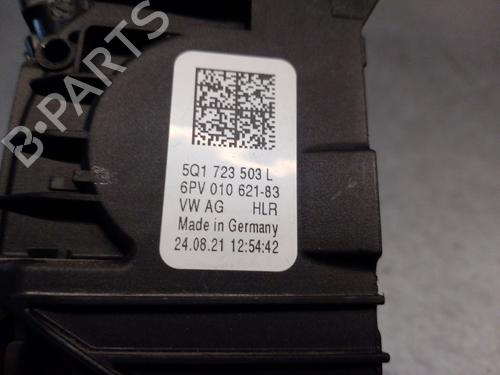 B-PARTS
5Q1 723 503 L
6PV 010 621-83
VW AG HLR
Made in Germany
24.08.21 12:54:42